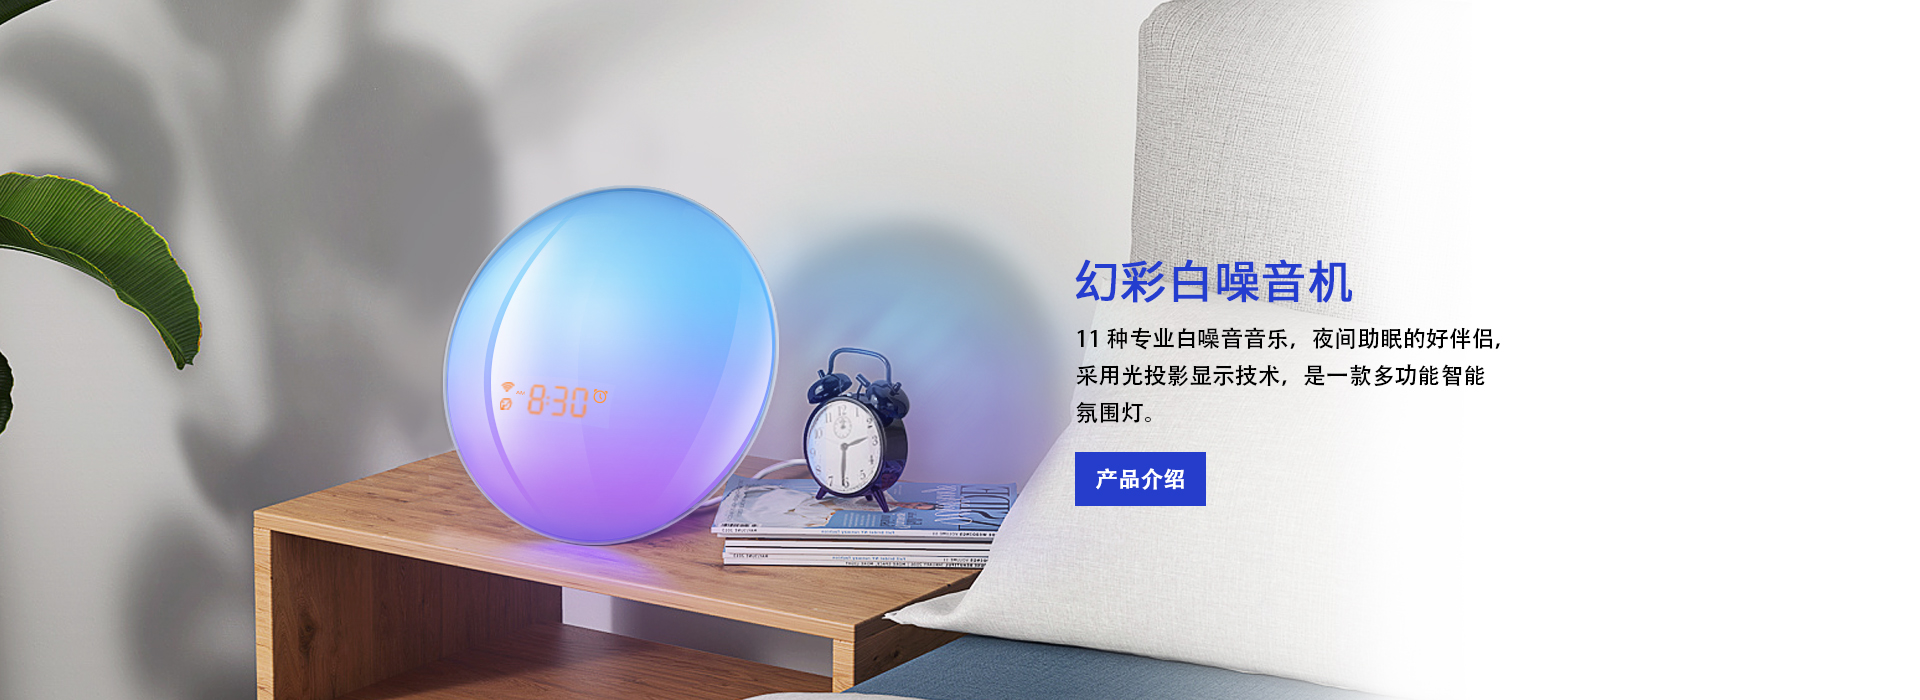 幻彩白噪音机
11 种专业白噪音音乐，夜间助眠的好伴侣，
采用光投影显示技术，是一款多功能智能
氛围灯。
产品介绍
8:30